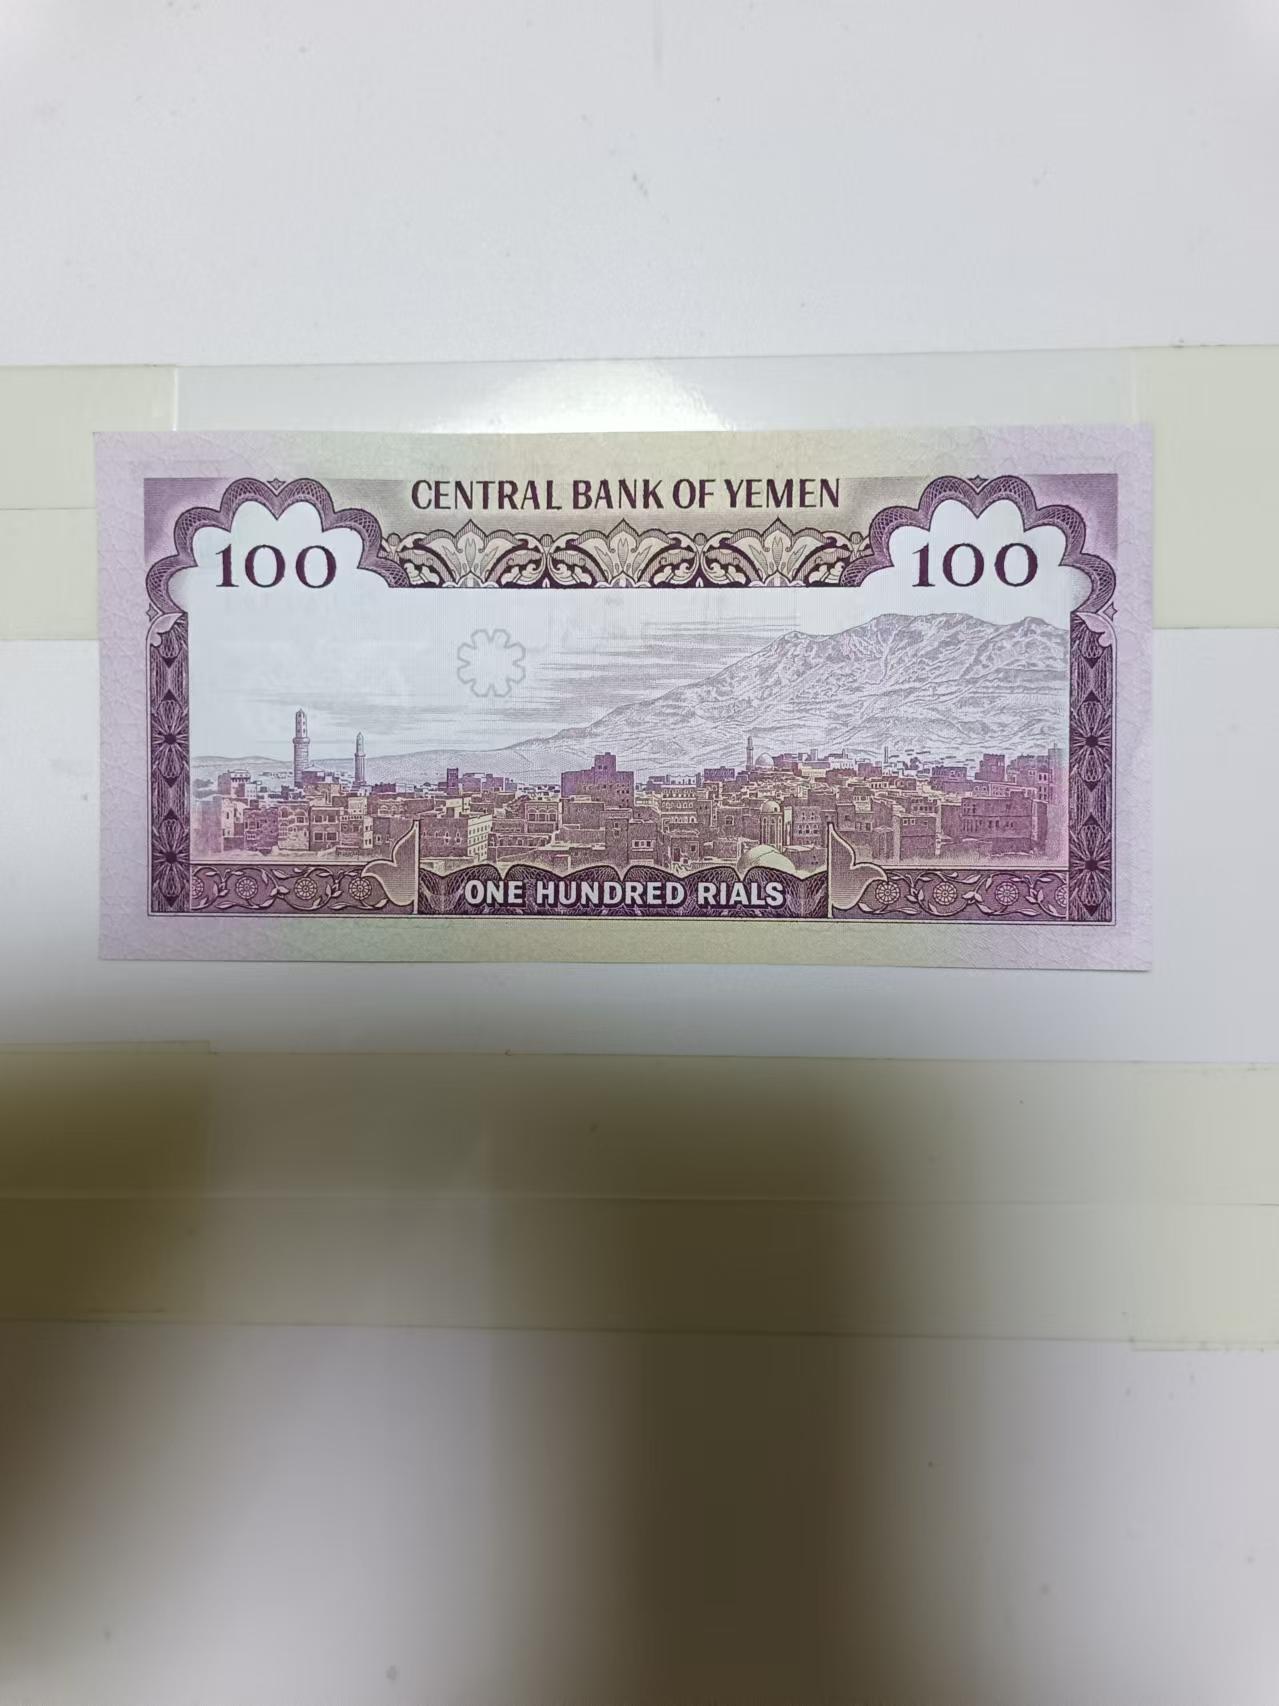 CENTRAL BANK OF YEMEN
100 100
ONE HUNDRED RIALS